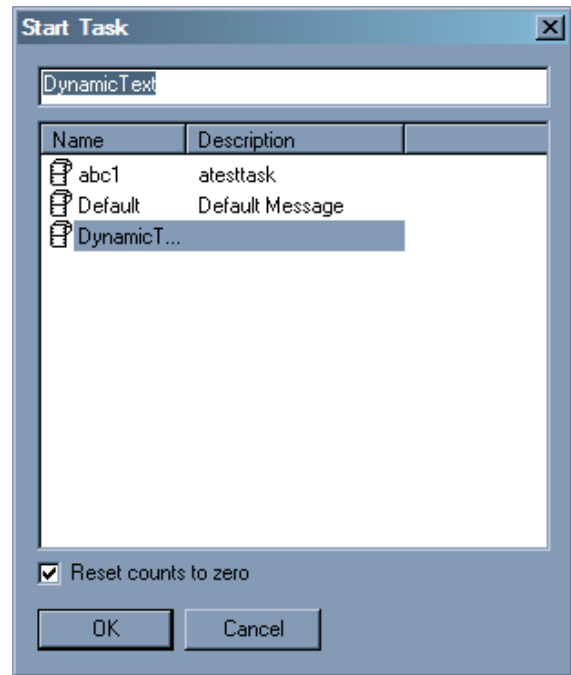 Start Task
DynamicText
Name Description
abc1 atesttask
Default Default Message
DynamicT...
Reset counts to zero
OK Cancel